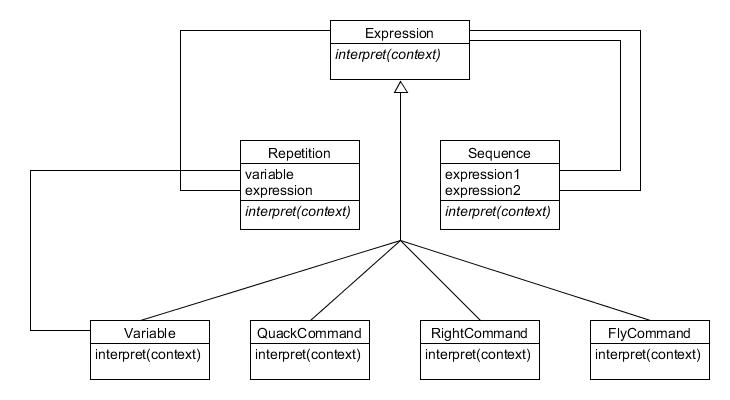 Expression
interpret(context)
Repetition
variable
expression
interpret(context)
Sequence
expression1
expression2
interpret(context)
Variable
interpret(context)
QuackCommand
interpret(context)
RightCommand
interpret(context)
FlyCommand
interpret(context)